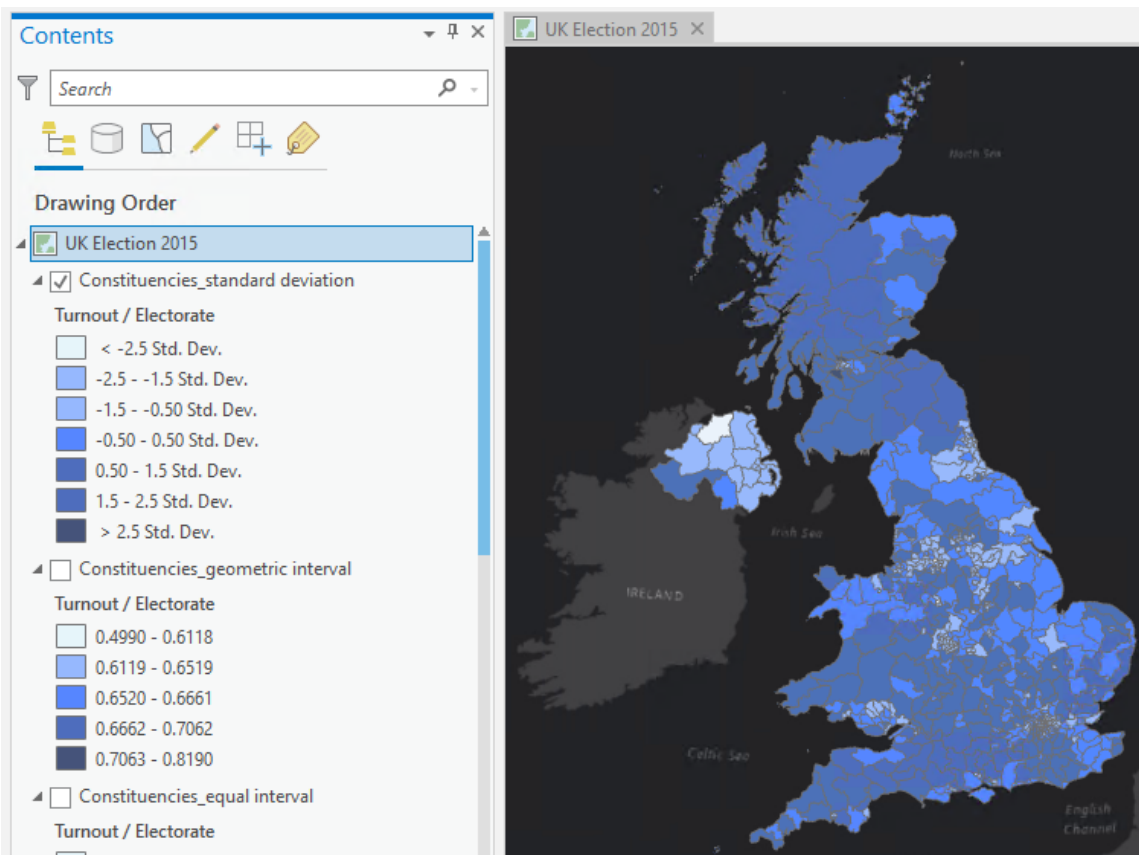 Contents
UK Election 2015
Search
Drawing Order
UK Election 2015
Constituencies_standard deviation
Turnout / Electorate
< -2.5 Std. Dev.
-2.5 - -1.5 Std. Dev.
-1.5 - -0.50 Std. Dev.
-0.50 - 0.50 Std. Dev.
0.50 - 1.5 Std. Dev.
1.5 - 2.5 Std. Dev.
> 2.5 Std. Dev.
Constituencies_geometric interval
Turnout / Electorate
0.4990 - 0.6118
0.6119 - 0.6519
0.6520 - 0.6661
0.6662 - 0.7062
0.7063 - 0.8190
Constituencies_equal interval
Turnout / Electorate
North Sea
Irish Sea
IRELAND
Celtic Sea
English
Channel